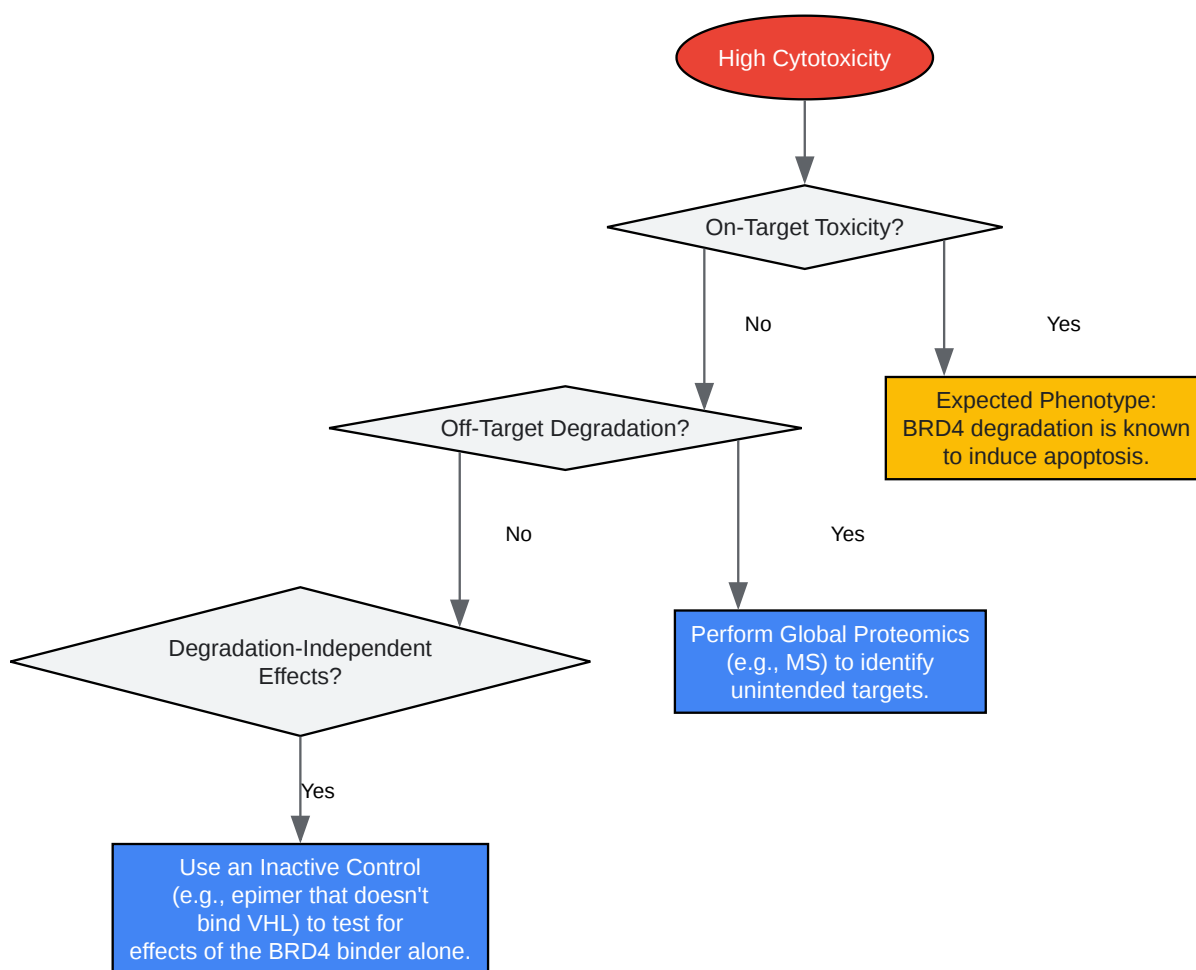 High Cytotoxicity
On-Target Toxicity?
No
Yes
Expected Phenotype:
BRD4 degradation is known
to induce apoptosis.
Off-Target Degradation?
No
Yes
Perform Global Proteomics
(e.g., MS) to identify
unintended targets.
Degradation-Independent
Effects?
Yes
Use an Inactive Control
(e.g., epimer that doesn't
bind VHL) to test for
effects of the BRD4 binder alone.